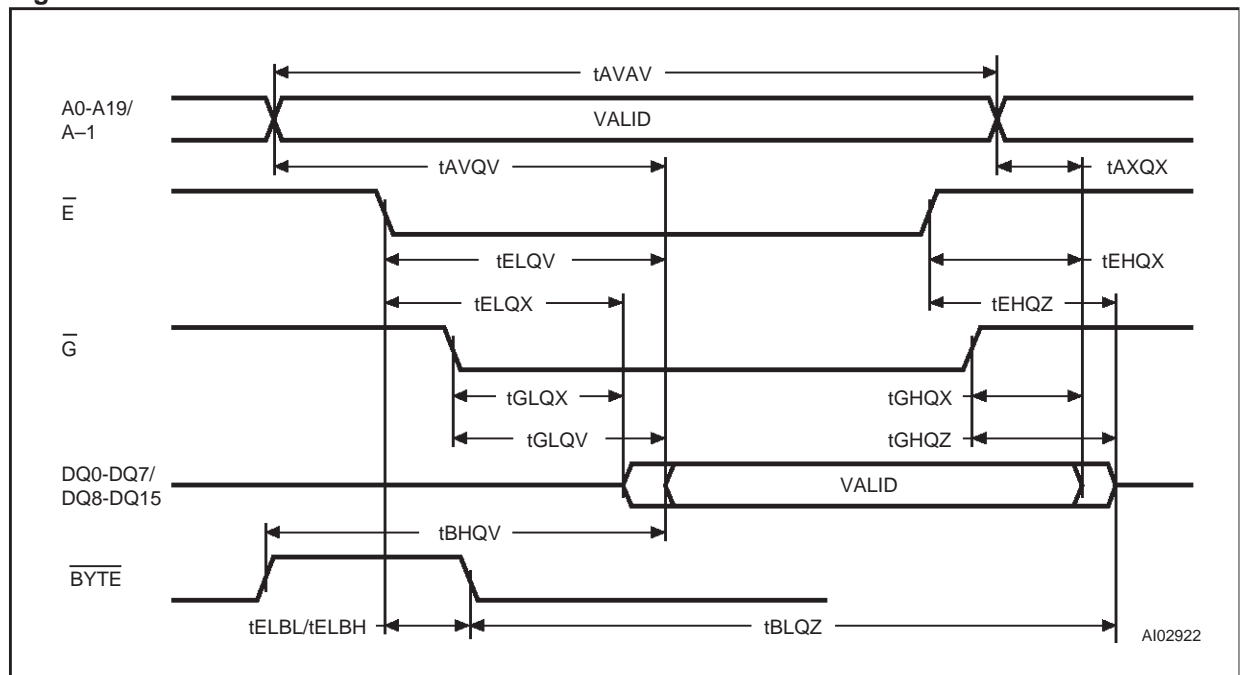 tAVAV
A0-A19/
A–1
VALID
tAVQV
tAXQX
E
tELQV
tEHQX
tELQX
tEHQZ
G
tGLQX
tGHQX
tGLQV
tGHQZ
DQ0-DQ7/
DQ8-DQ15
VALID
tBHQV
BYTE
tELBL/tELBH
tBLQZ
AI02922